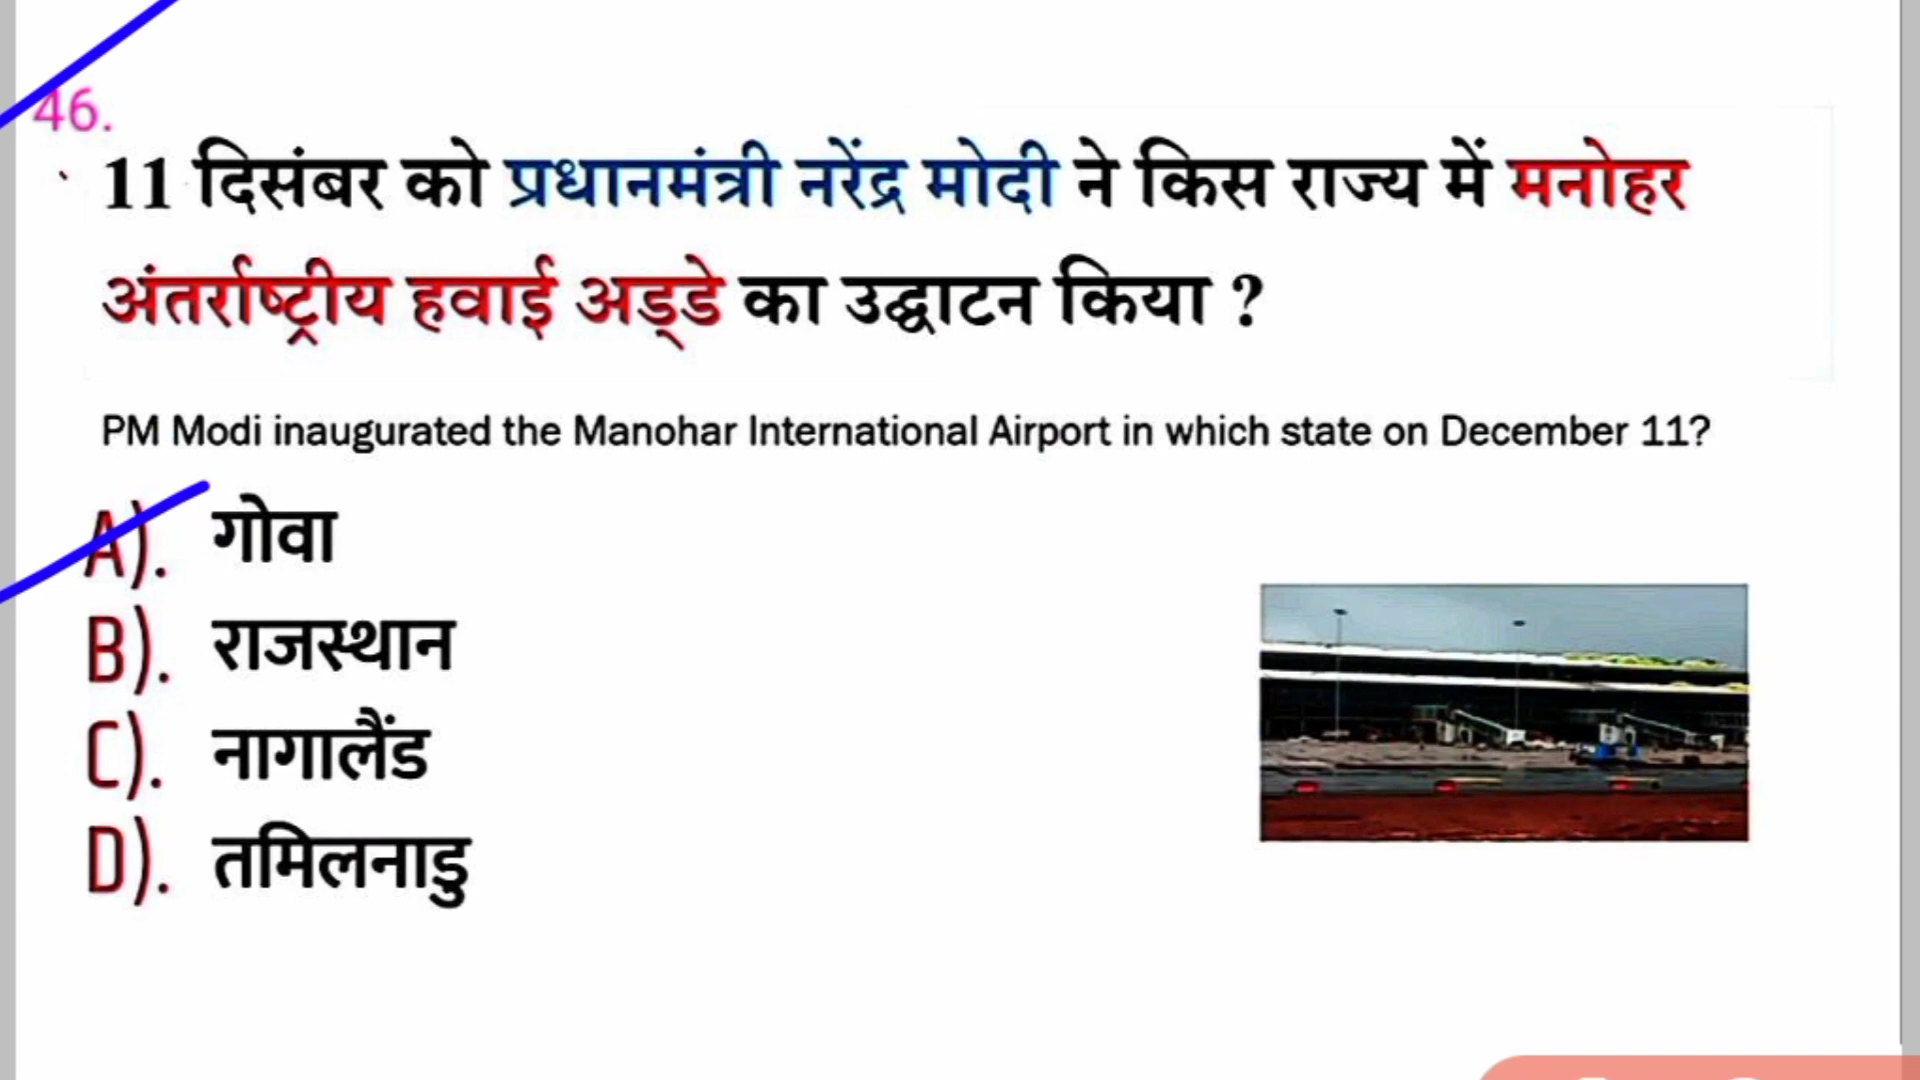 46.
11 दिसंबर को प्रधानमंत्री नरेंद्र मोदी ने किस राज्य में मनोहर
अंतर्राष्ट्रीय हवाई अड्डे का उद्घाटन किया ?
PM Modi inaugurated the Manohar International Airport in which state on December 11?
A). गोवा
B). राजस्थान
C). नागालैंड
D). तमिलनाडु